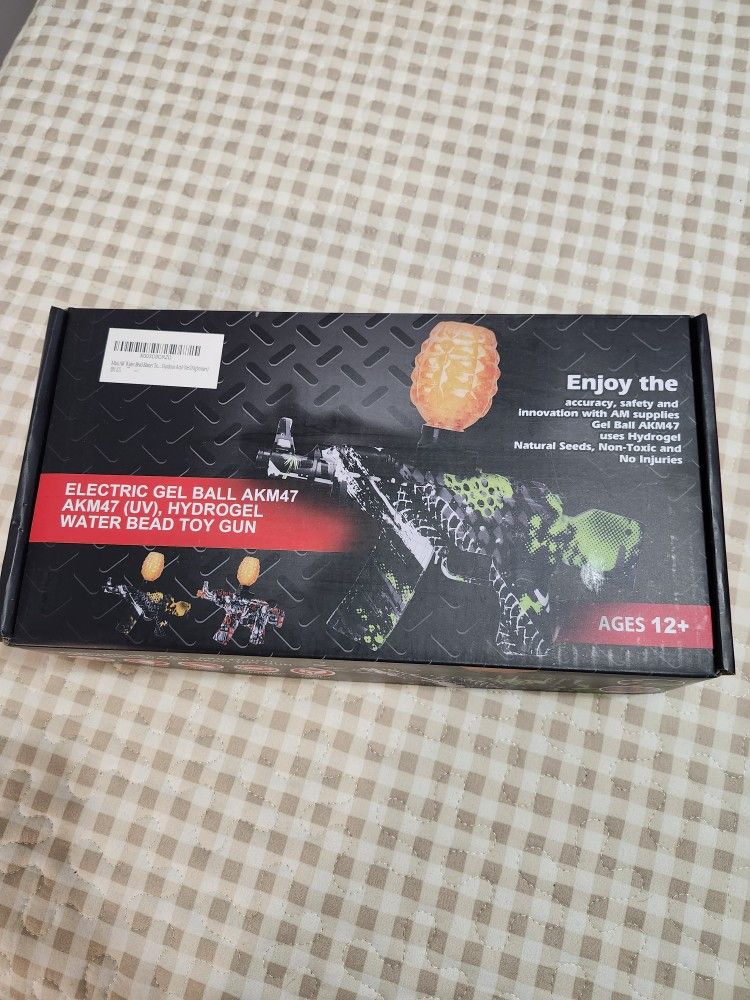 ELECTRIC GEL BALL AKM47
AKM47 (UV), HYDROGEL
WATER BEAD TOY GUN
Enjoy the
accuracy, safety and
innovation with AM supplies
Gel Ball AKM47
uses Hydrogel
Natural Seeds, Non-Toxic and
No Injuries
AGES 12+